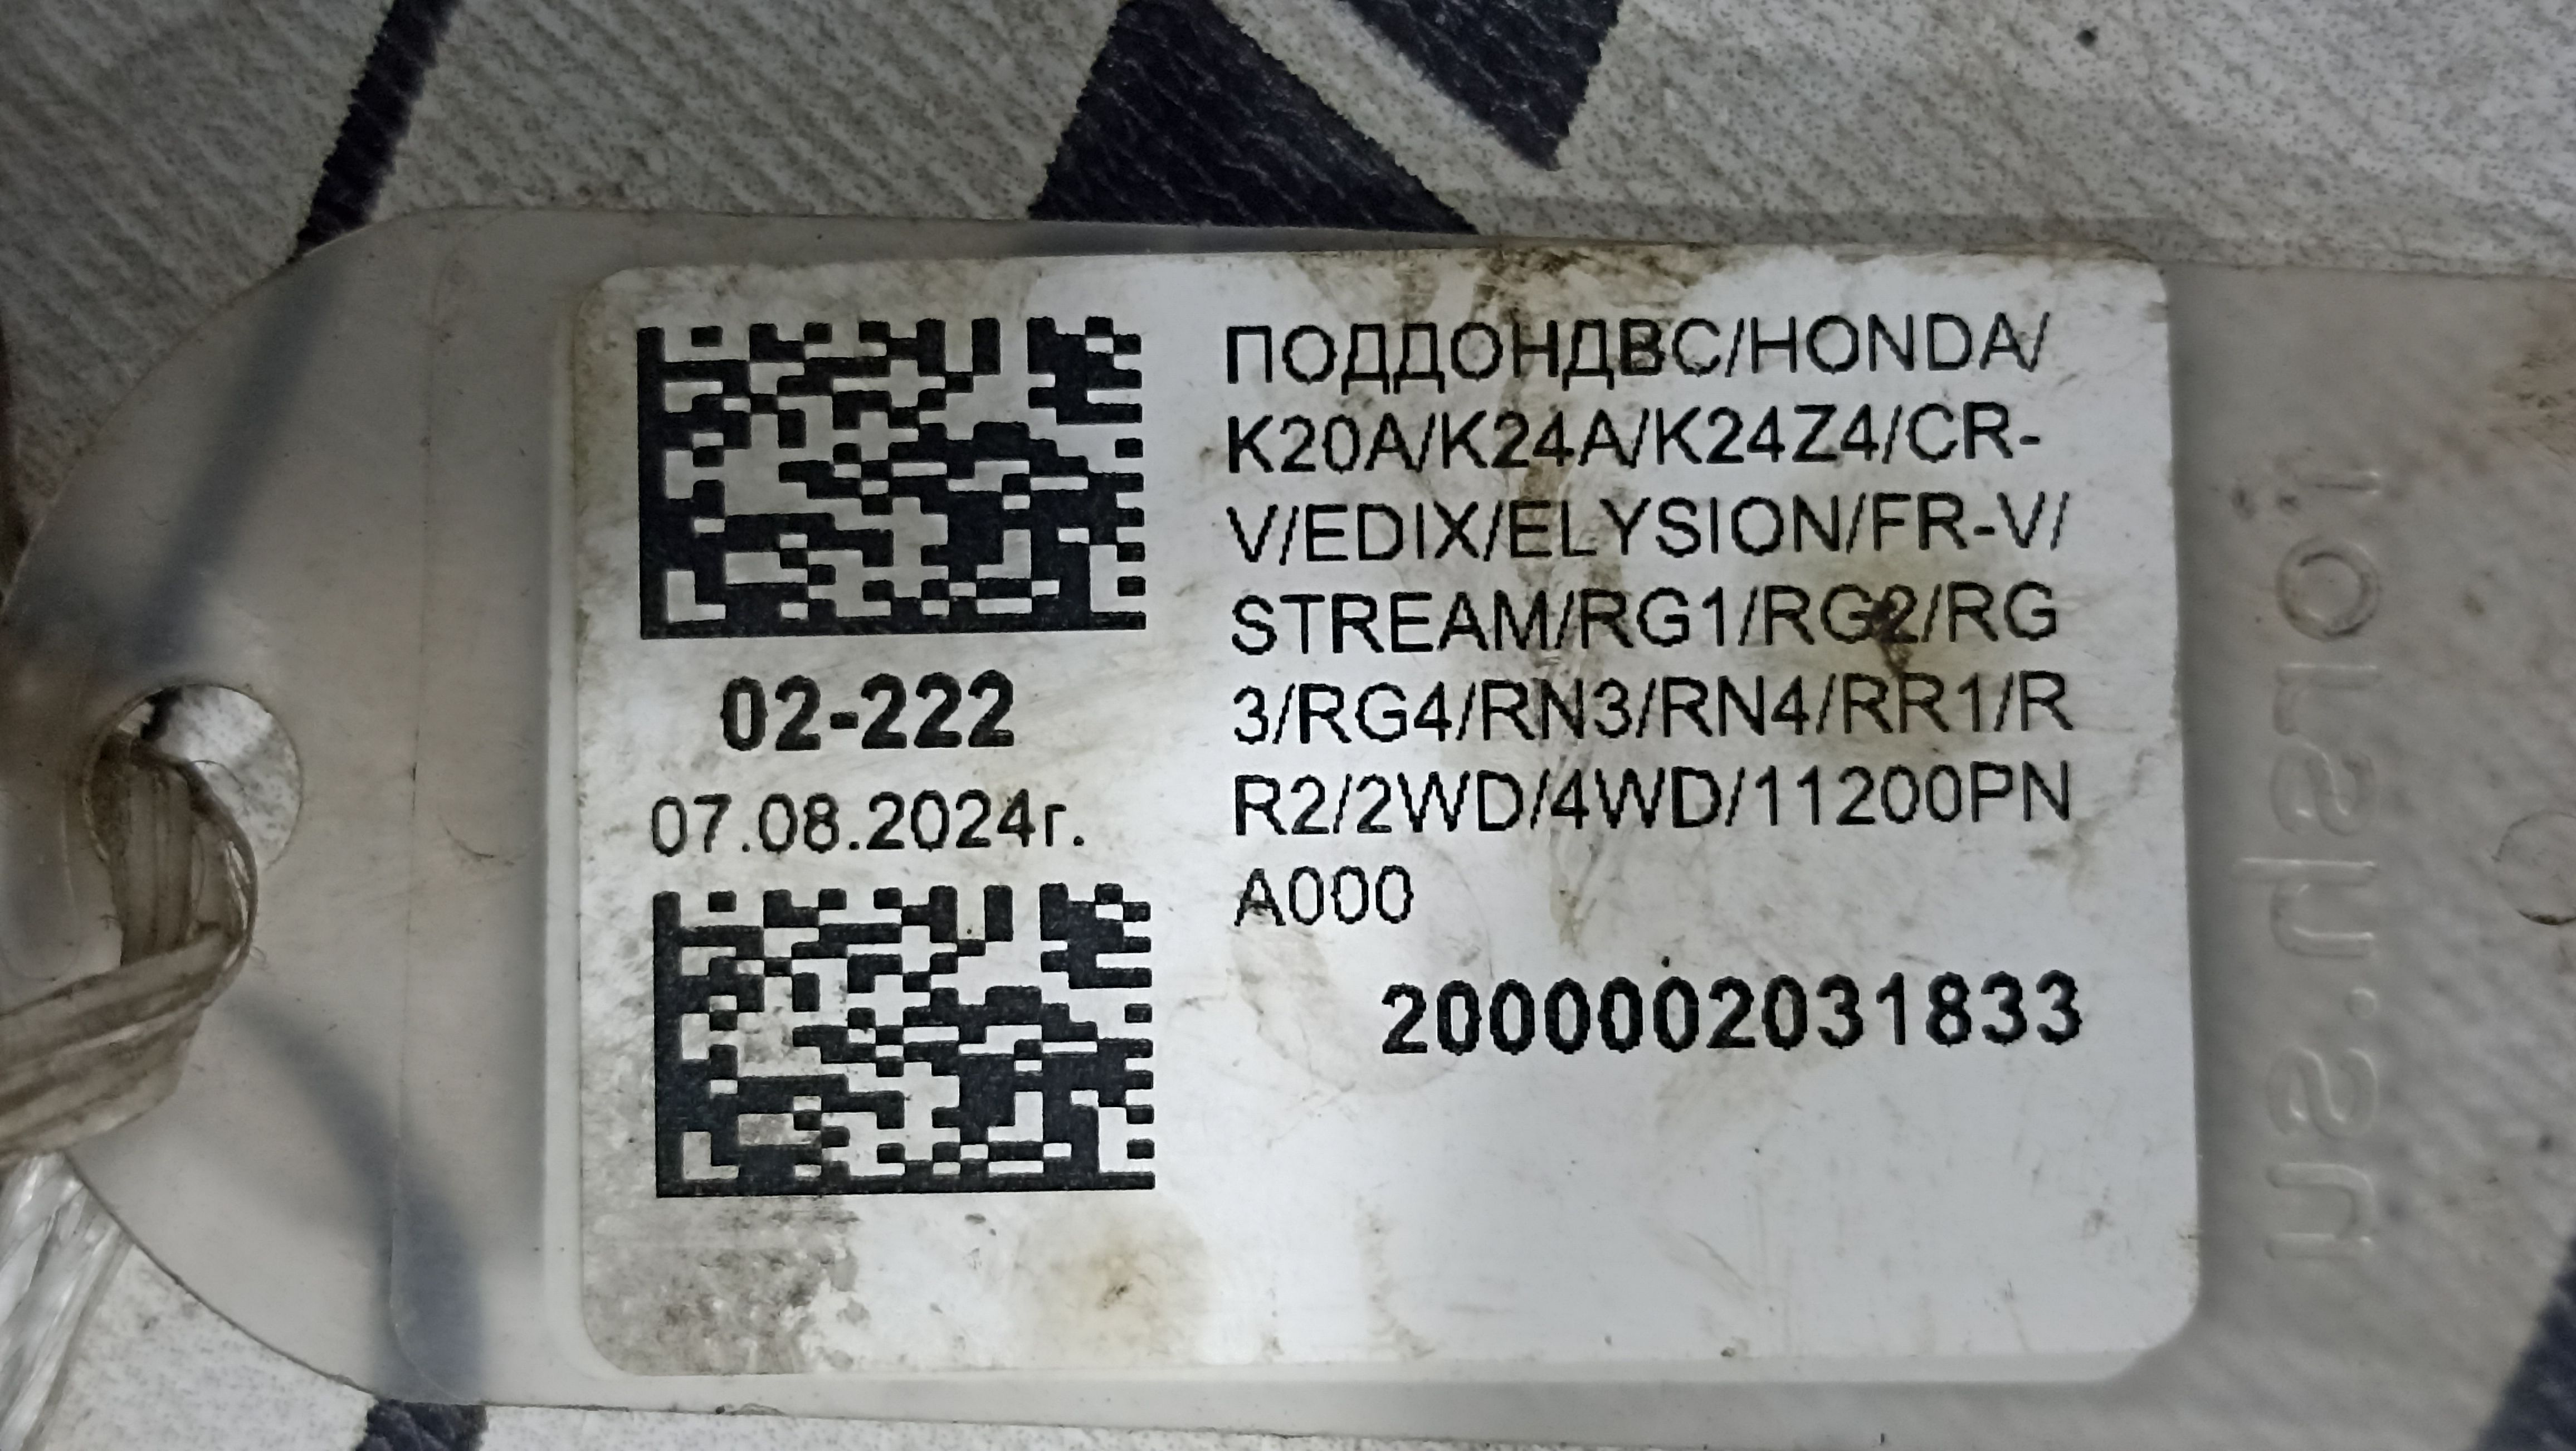 02-222
07.08.2024г.
ПОДДОНДВС/HONDA/
K20A/K24A/K24Z4/CR-
V/EDIX/ELYSION/FR-V/
STREAM/RG1/RG2/RG
3/RG4/RN3/RN4/RR1/R
R2/2WD/4WD/11200PN
A000
2000002031833